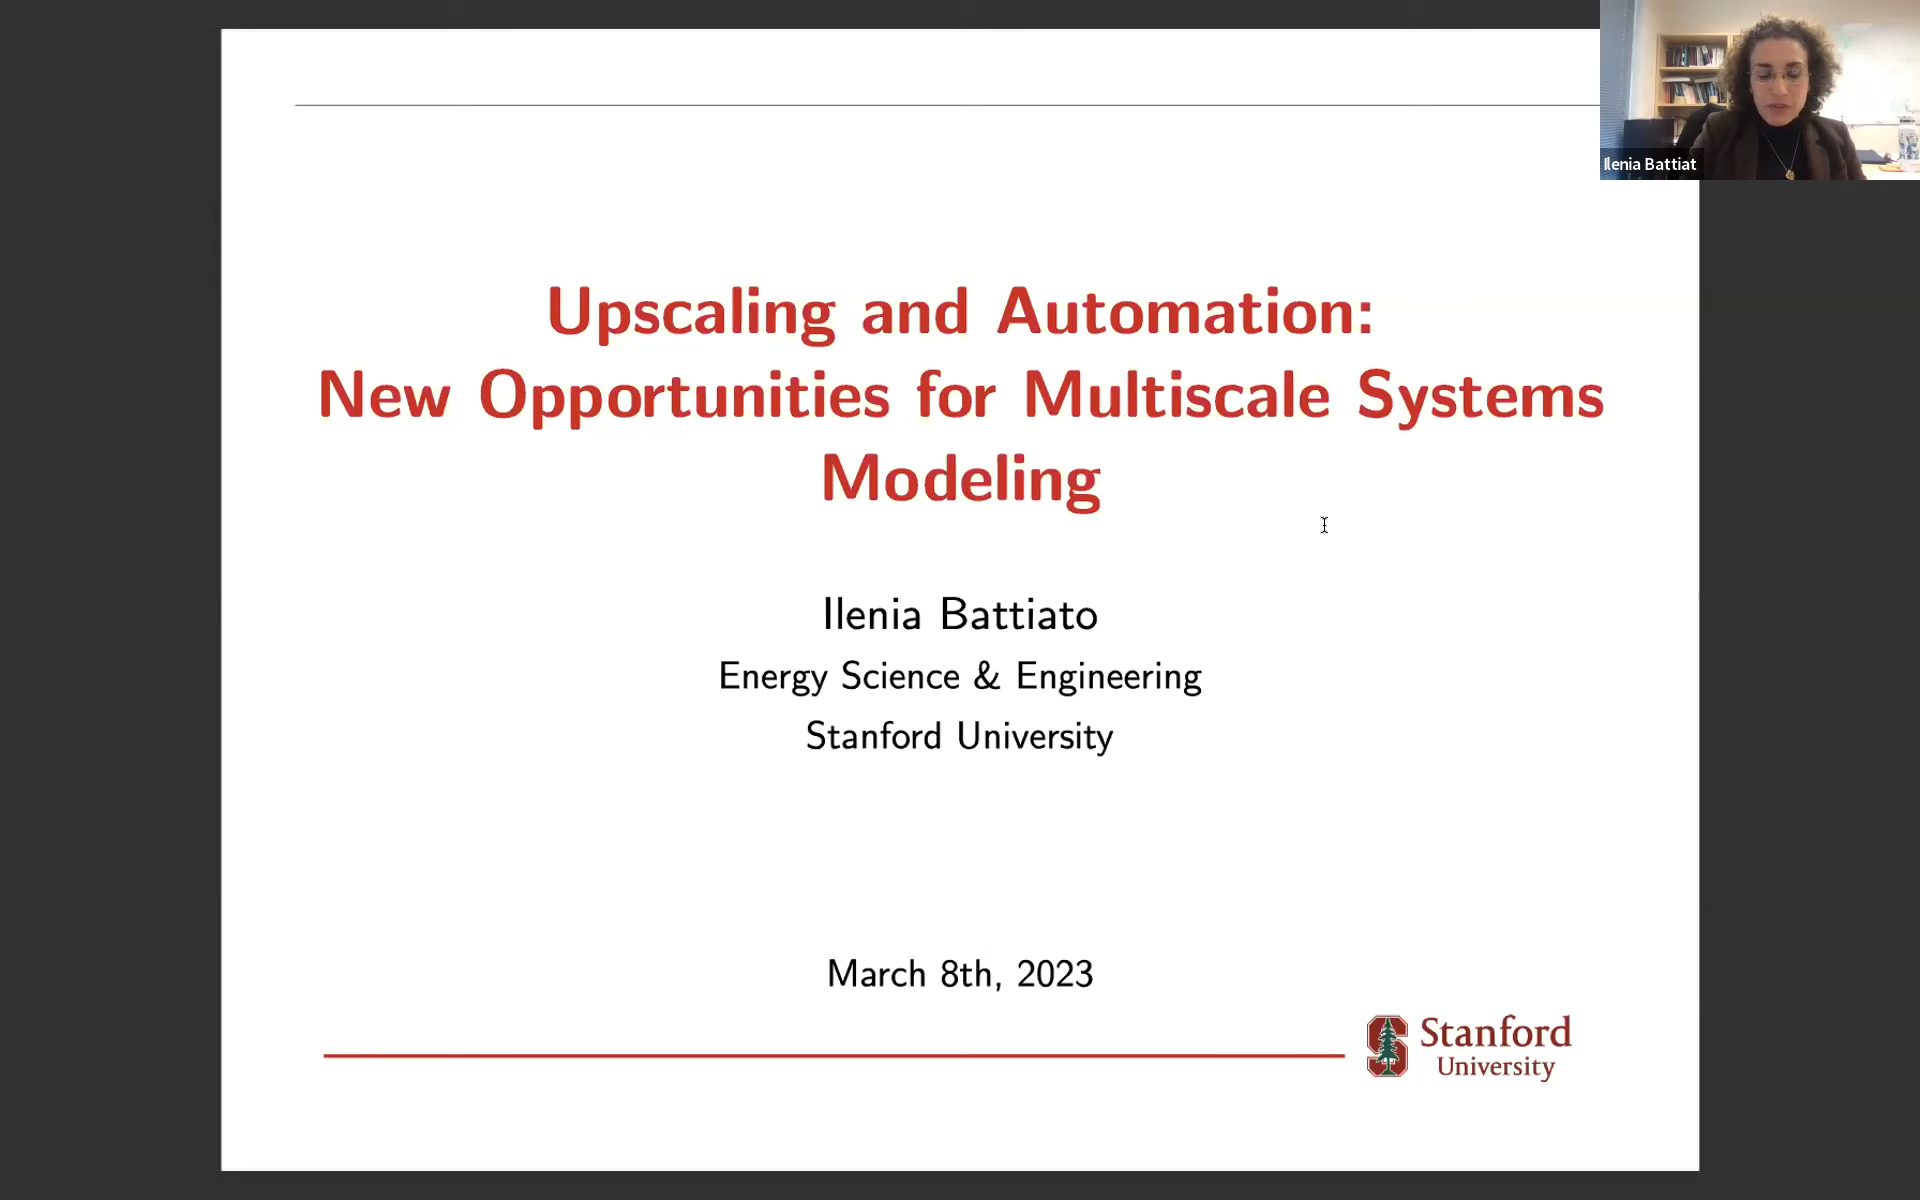 Ilenia Battiat
Upscaling and Automation:
New Opportunities for Multiscale Systems
Modeling
Ilenia Battiato
Energy Science & Engineering
Stanford University
March 8th, 2023
Stanford
University